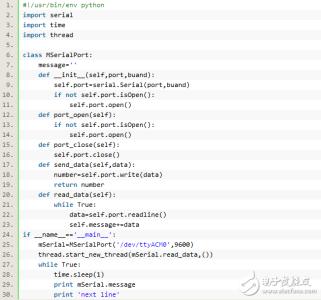 1. #!/usr/bin/env python
2. import serial
3. import time
4. import thread
5.
6. class MSerialPort:
7. message=''
8. def __init__(self,port,buand):
9. self.port=serial.Serial(port,buand)
10. if not self.port.isOpen():
11. self.port.open()
12. def port_open(self):
13. if not self.port.isOpen():
14. self.port.open()
15. def port_close(self):
16. self.port.close()
17. def send_data(self,data):
18. number=self.port.write(data)
19. return number
20. def read_data(self):
21. while True:
22. data=self.port.readline()
23. self.message+=data
24. if __name__=='__main__':
25. mSerial=MSerialPort('/dev/ttyACM0',9600)
26. thread.start_new_thread(mSerial.read_data,())
27. while True:
28. time.sleep(1)
29. print mSerial.message
30. print 'next line'
电子发烧友